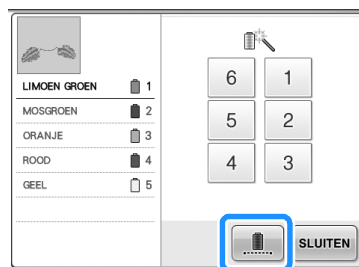 LIMOEN GROEN 1
MOSGROEN 2
ORANJE 3
ROOD 4
GEEL 5
6 1
5 2
4 3
SLUITEN